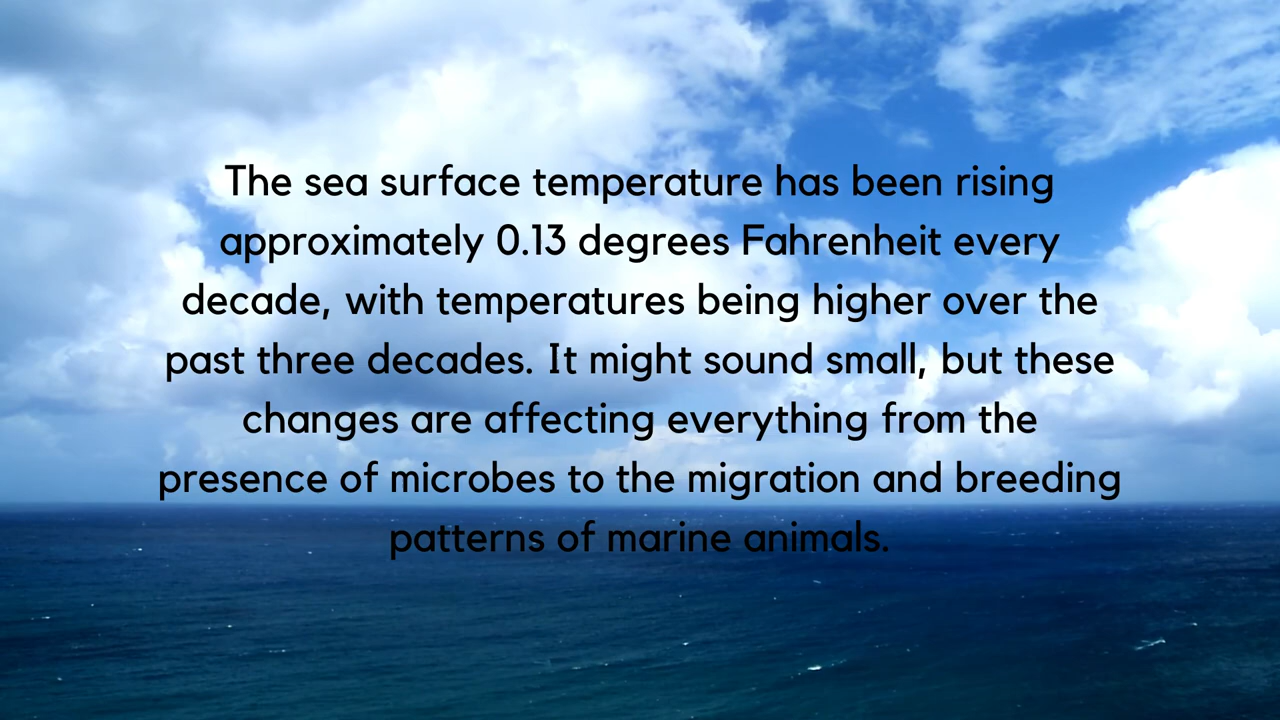 The sea surface temperature has been rising
approximately 0.13 degrees Fahrenheit every
decade, with temperatures being higher over the
past three decades. It might sound small, but these
changes are affecting everything from the
presence of microbes to the migration and breeding
patterns of marine animals.